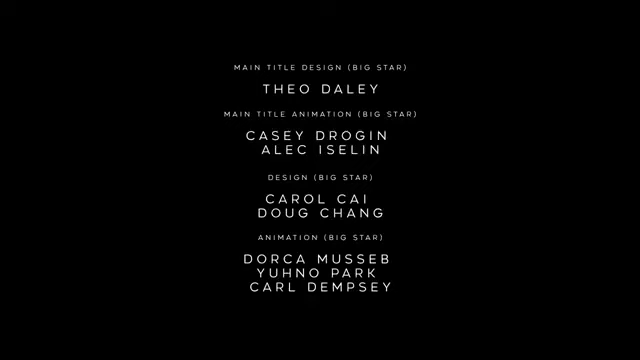 MAIN TITLE DESIGN (BIG STAR)
THEO DALEY
MAIN TITLE ANIMATION (BIG STAR)
CASEY DROGIN
ALEC ISELIN
DESIGN (BIG STAR)
CAROL CAI
DOUG CHANG
ANIMATION (BIG STAR)
DORCA MUSSEB
YUHNO PARK
CARL DEMPSEY